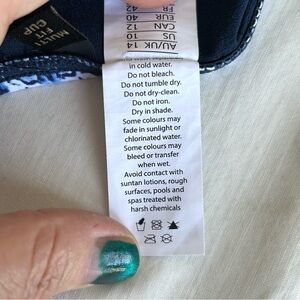 MULTI
FIT
CUP
AU/UK 14
US 10
CAN 12
EUR 40
FR 42
in cold water.
Do not bleach.
Do not tumble dry.
Do not dry-clean.
Do not iron.
Dry in shade.
Some colours may
fade in sunlight or
chlorinated water.
Some colours may
bleed or transfer
when wet.
Avoid contact with
suntan lotions, rough
surfaces, pools and
spas treated with
harsh chemicals